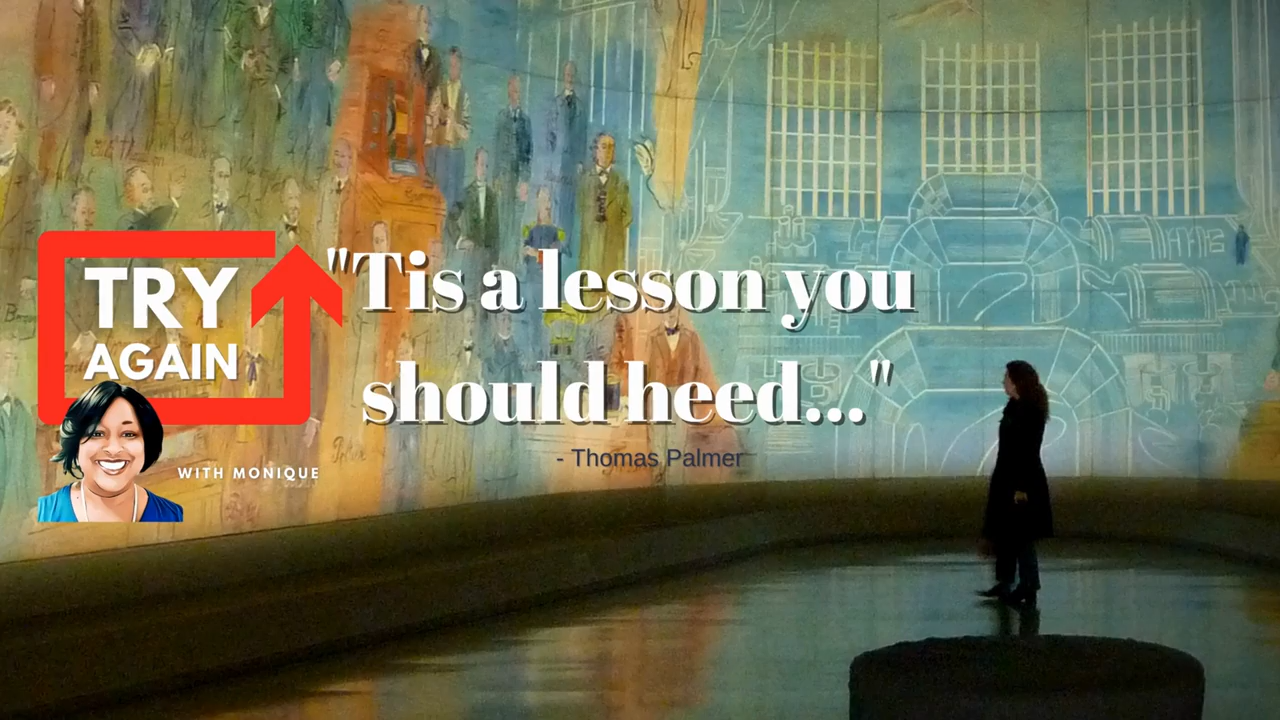 TRY
AGAIN
WITH MONIQUE
"Tis a lesson you
should heed..."
- Thomas Palmer